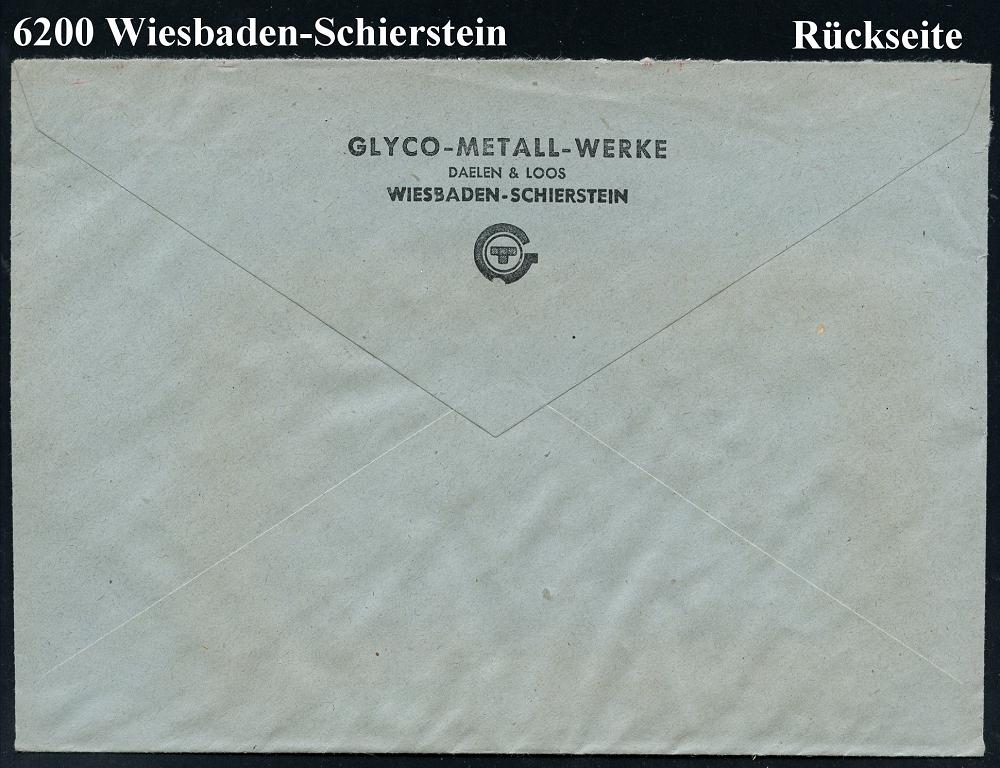 6200 Wiesbaden-Schierstein Rückseite
GLYCO-METALL-WERKE
DAELEN & LOOS
WIESBADEN-SCHIERSTEIN